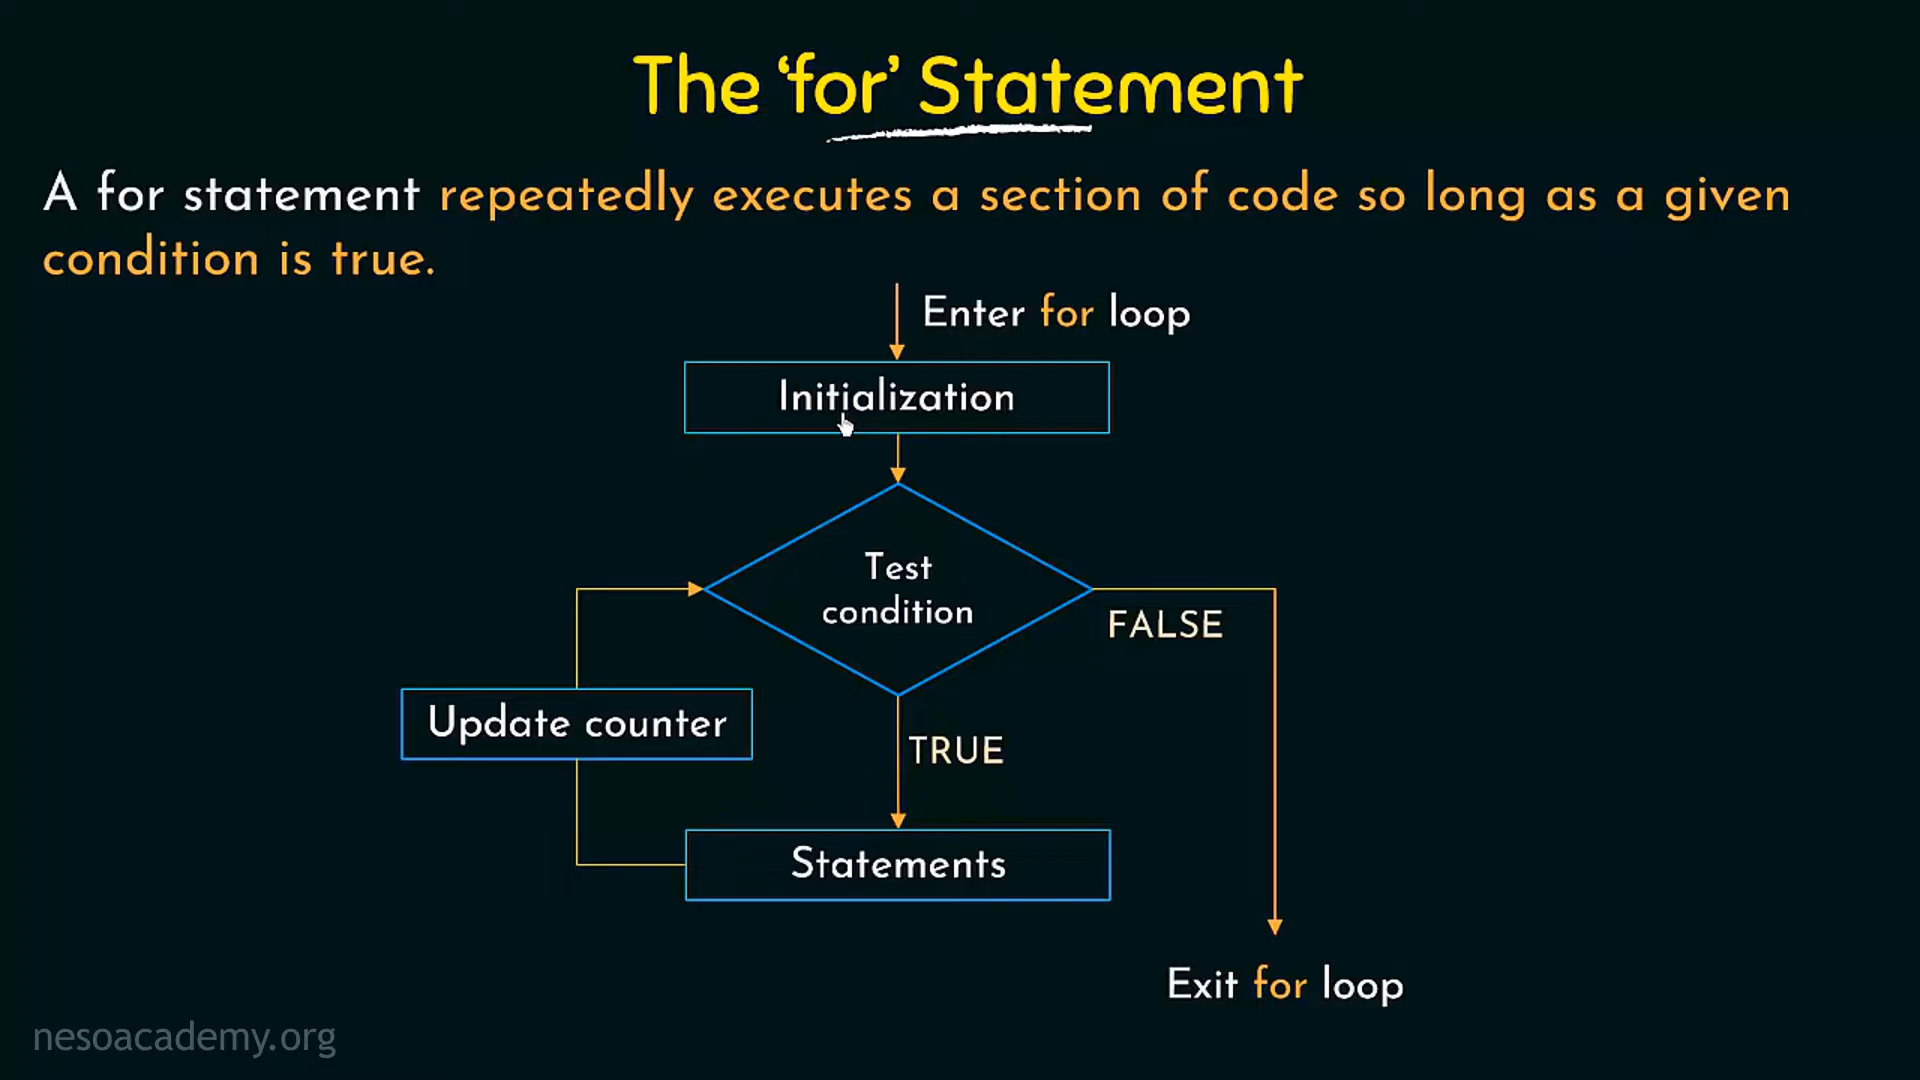 The ‘for’ Statement
A for statement repeatedly executes a section of code so long as a given
condition is true.
Enter for loop
Initialization
Test
condition
FALSE
Update counter
TRUE
Statements
Exit for loop
nesoacademy.org